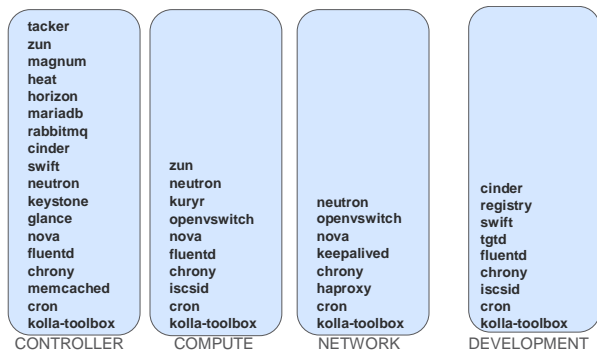 tacker
zun
magnum
heat
horizon
mariadb
rabbitmq
cinder
swift
neutron
keystone
glance
nova
fluentd
chrony
memcached
cron
kolla-toolbox
CONTROLLER
zun
neutron
kuryr
openvswitch
nova
fluentd
chrony
iscsid
cron
kolla-toolbox
COMPUTE
neutron
openvswitch
nova
keepalived
chrony
haproxy
cron
kolla-toolbox
NETWORK
cinder
registry
swift
tgtd
fluentd
chrony
iscsid
cron
kolla-toolbox
DEVELOPMENT